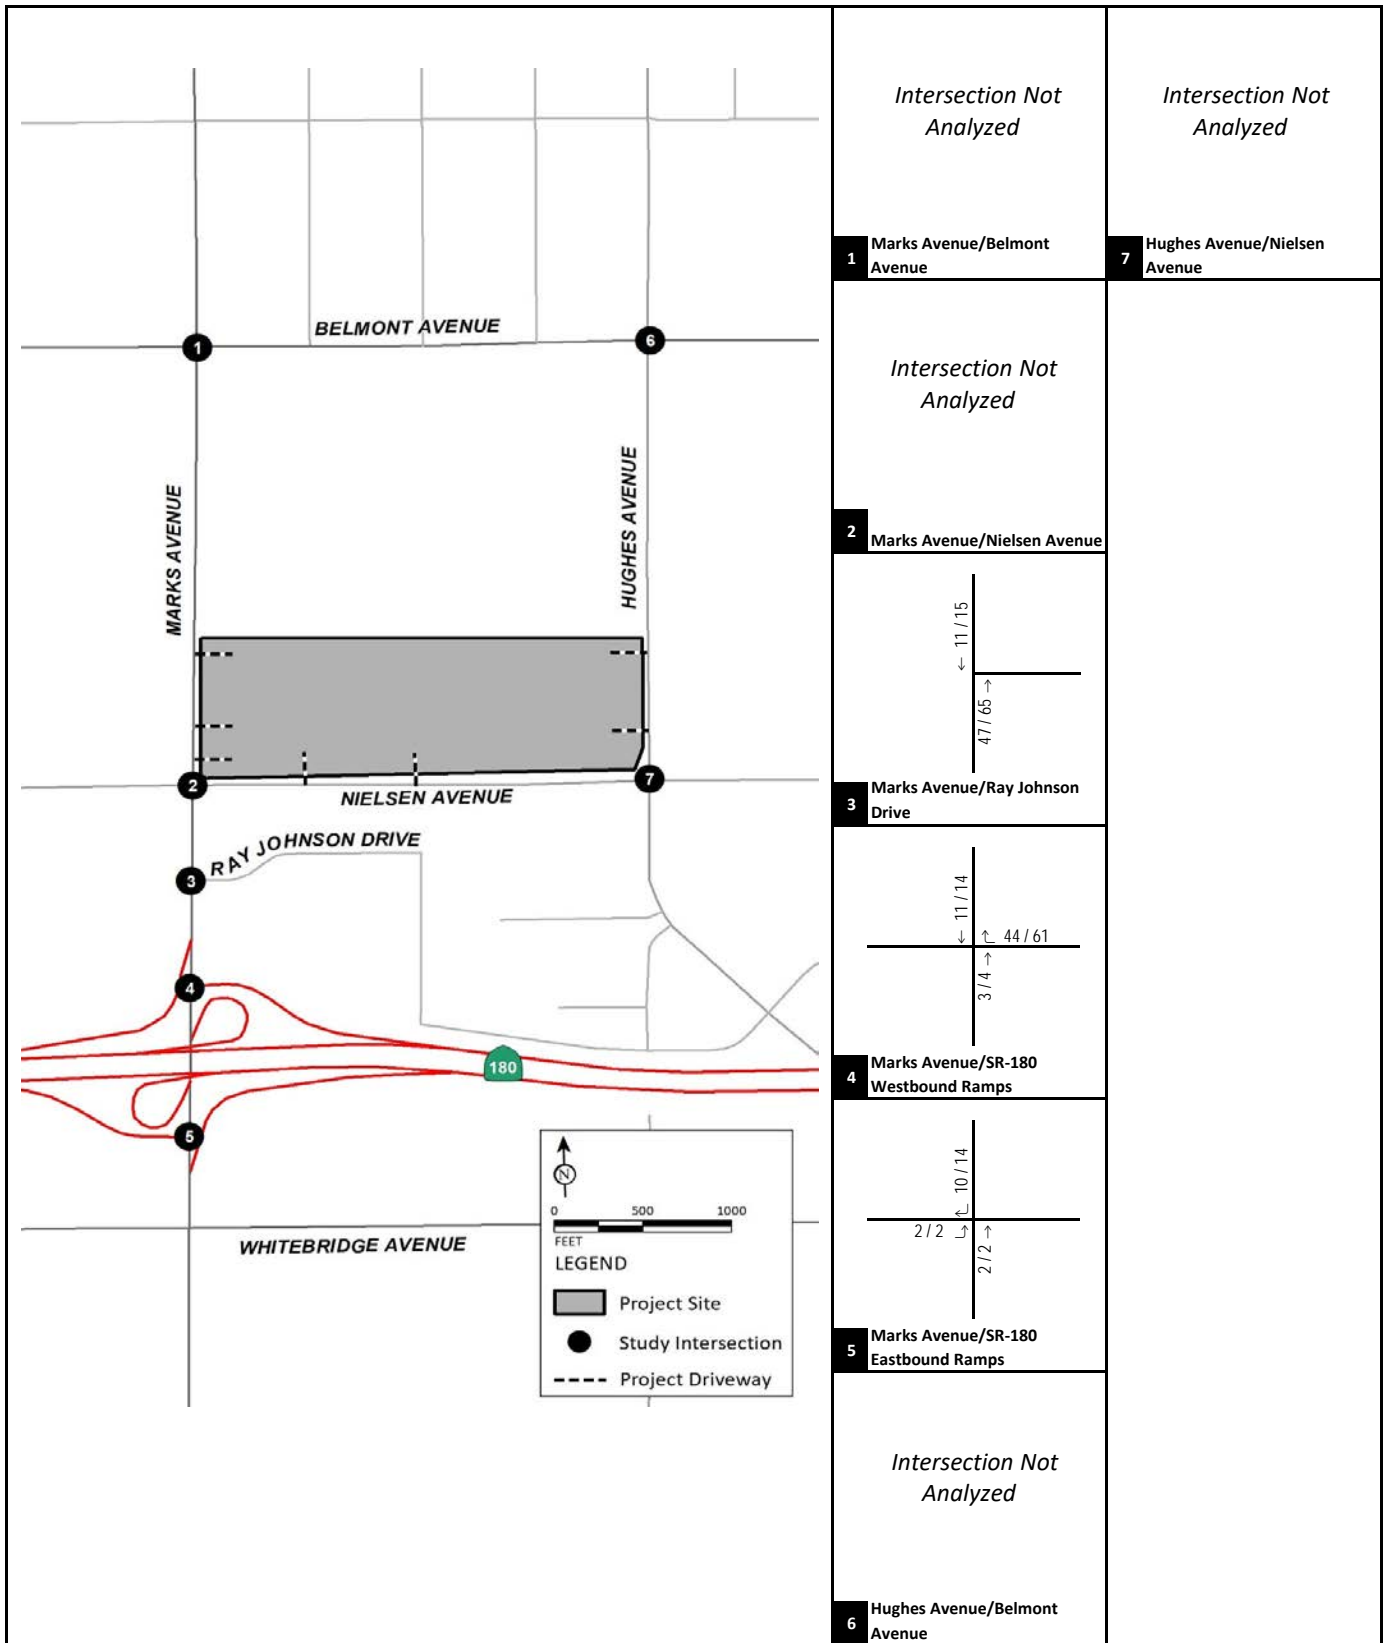 BELMONT AVENUE
1
6
MARKS AVENUE
HUGHES AVENUE
2
7
NIELSEN AVENUE
RAY JOHNSON DRIVE
3
4
180
5
WHITEBRIDGE AVENUE
N
0 500 1000
FEET
LEGEND
Project Site
Study Intersection
Project Driveway
Intersection Not
Analyzed
1 Marks Avenue/Belmont
Avenue
Intersection Not
Analyzed
7 Hughes Avenue/Nielsen
Avenue
Intersection Not
Analyzed
2 Marks Avenue/Nielsen Avenue
← 11 / 15
47 / 65 →
3 Marks Avenue/Ray Johnson
Drive
← 11 / 14
44 / 61
3 / 4 →
4 Marks Avenue/SR-180
Westbound Ramps
10 / 14
2 / 2
2 / 2 →
5 Marks Avenue/SR-180
Eastbound Ramps
Intersection Not
Analyzed
6 Hughes Avenue/Belmont
Avenue